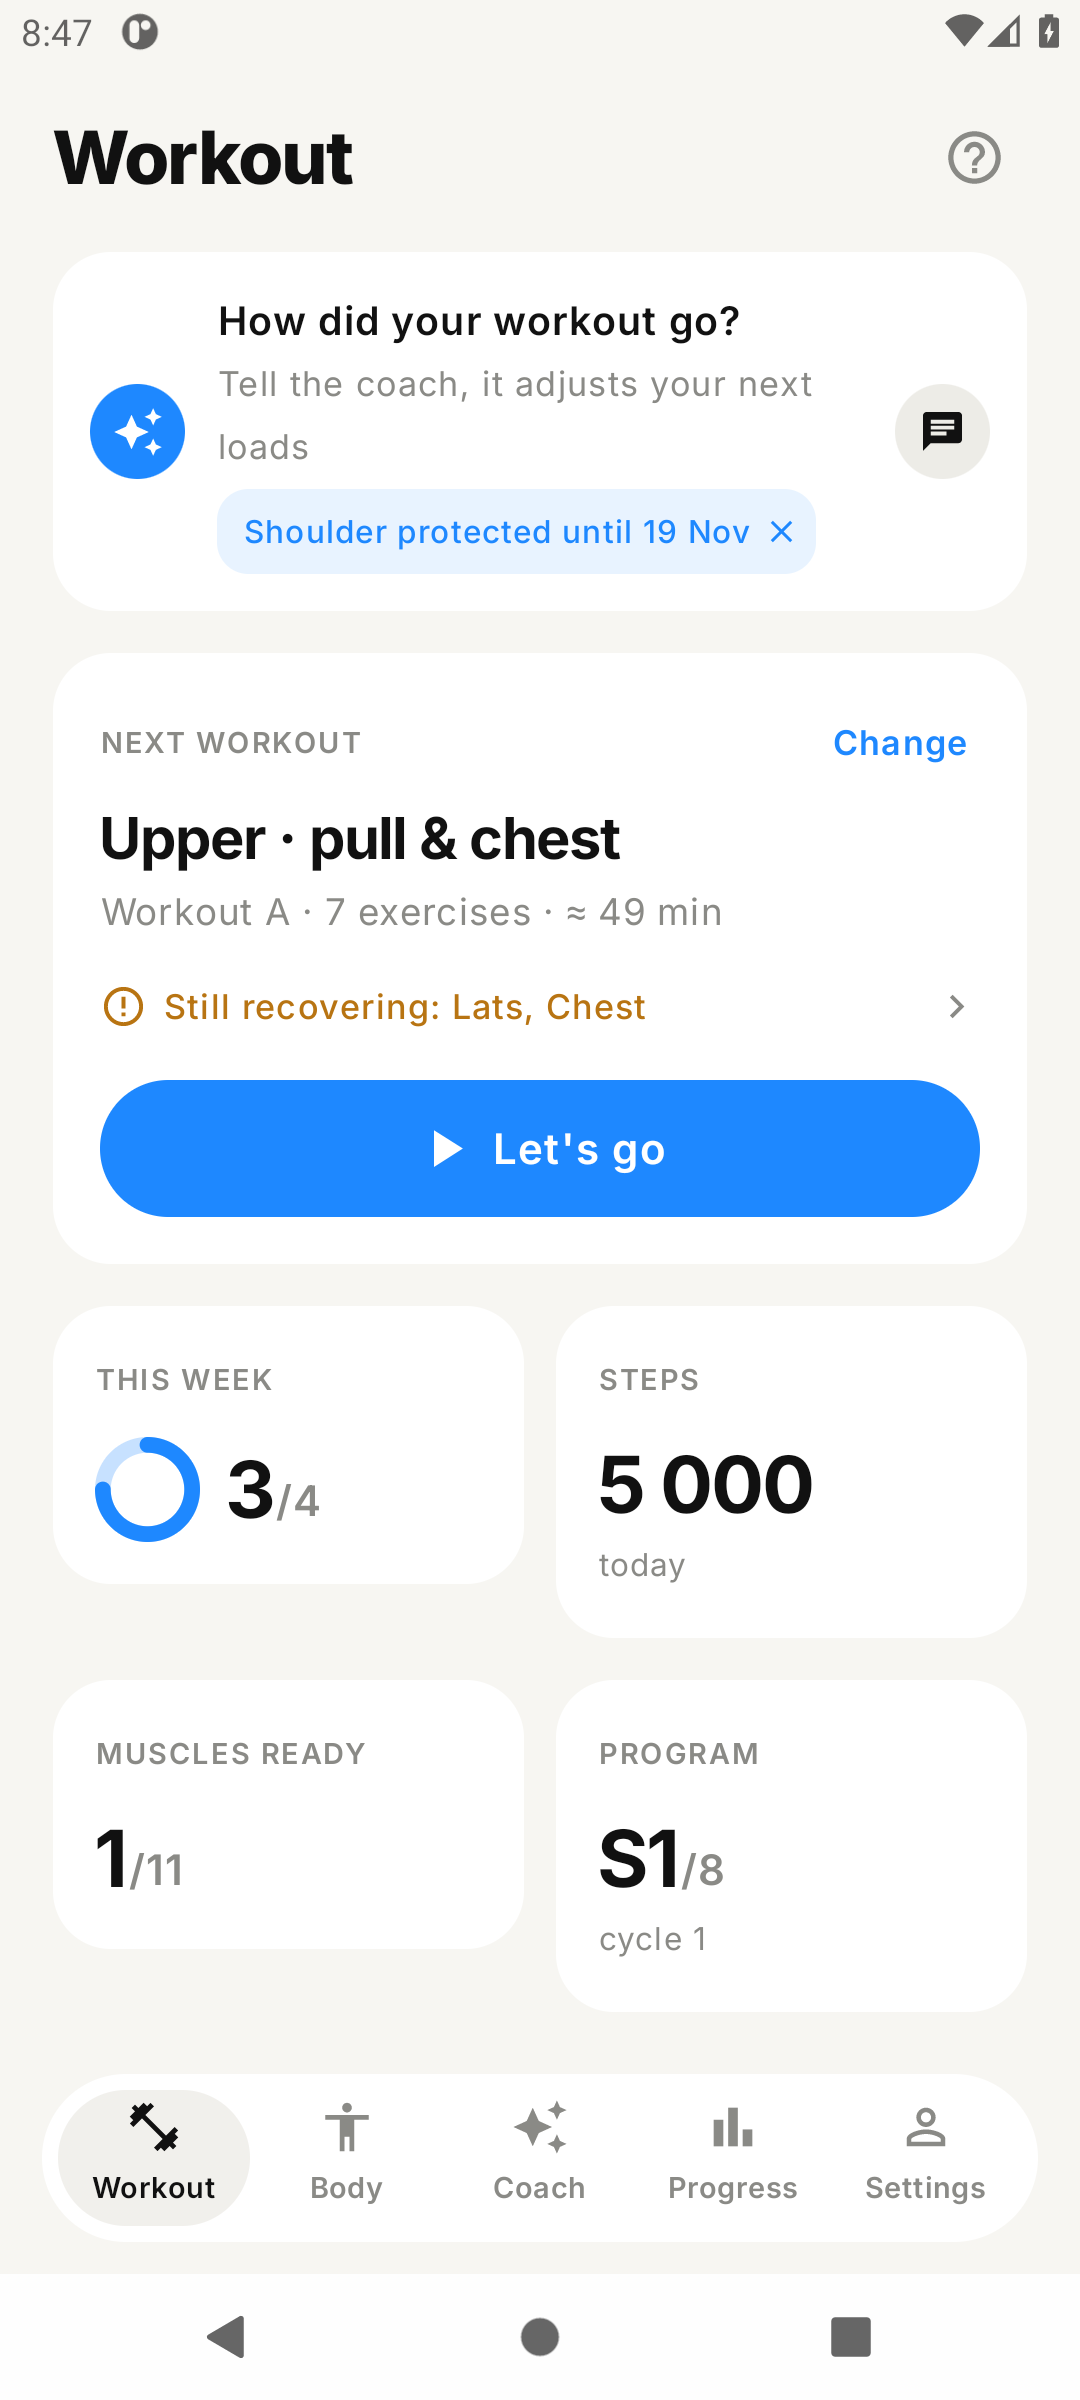 8:47
Workout
How did your workout go?
Tell the coach, it adjusts your next
loads
Shoulder protected until 19 Nov
NEXT WORKOUT
Change
Upper · pull & chest
Workout A · 7 exercises · ≈ 49 min
Still recovering: Lats, Chest
Let's go
THIS WEEK
3/4
STEPS
5 000
today
MUSCLES READY
1/11
PROGRAM
S1/8
cycle 1
Workout
Body
Coach
Progress
Settings